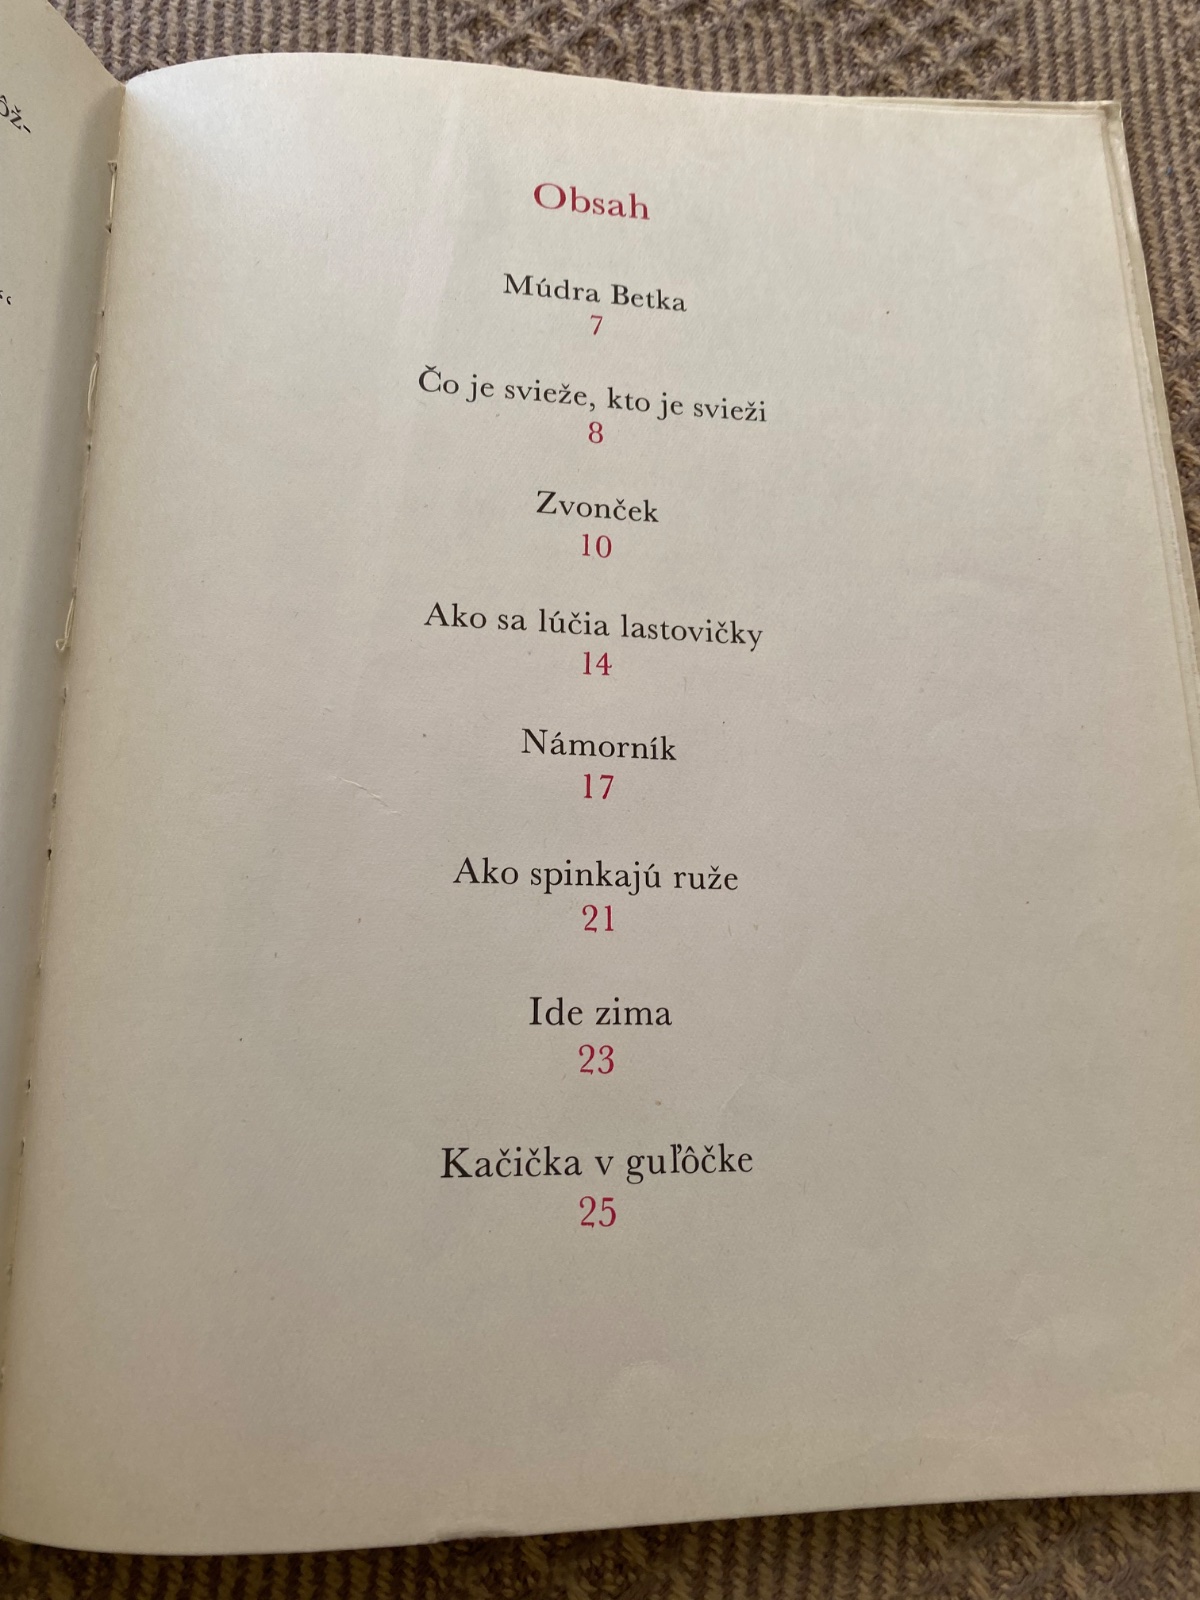 Obsah
Múdra Betka
7
Čo je svieže, kto je svieži
8
Zvonček
10
Ako sa lúčia lastovičky
14
Námorník
17
Ako spinkajú ruže
21
Ide zima
23
Kačička v guľôčke
25